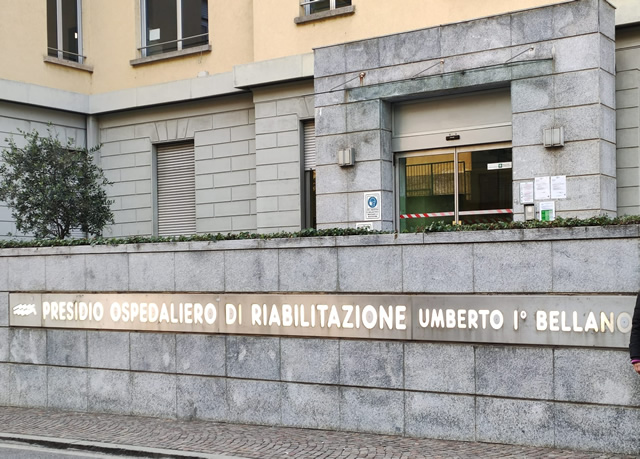 PRESIDIO OSPEDALIERO DI RIABILITAZIONE UMBERTO I° BELLANO